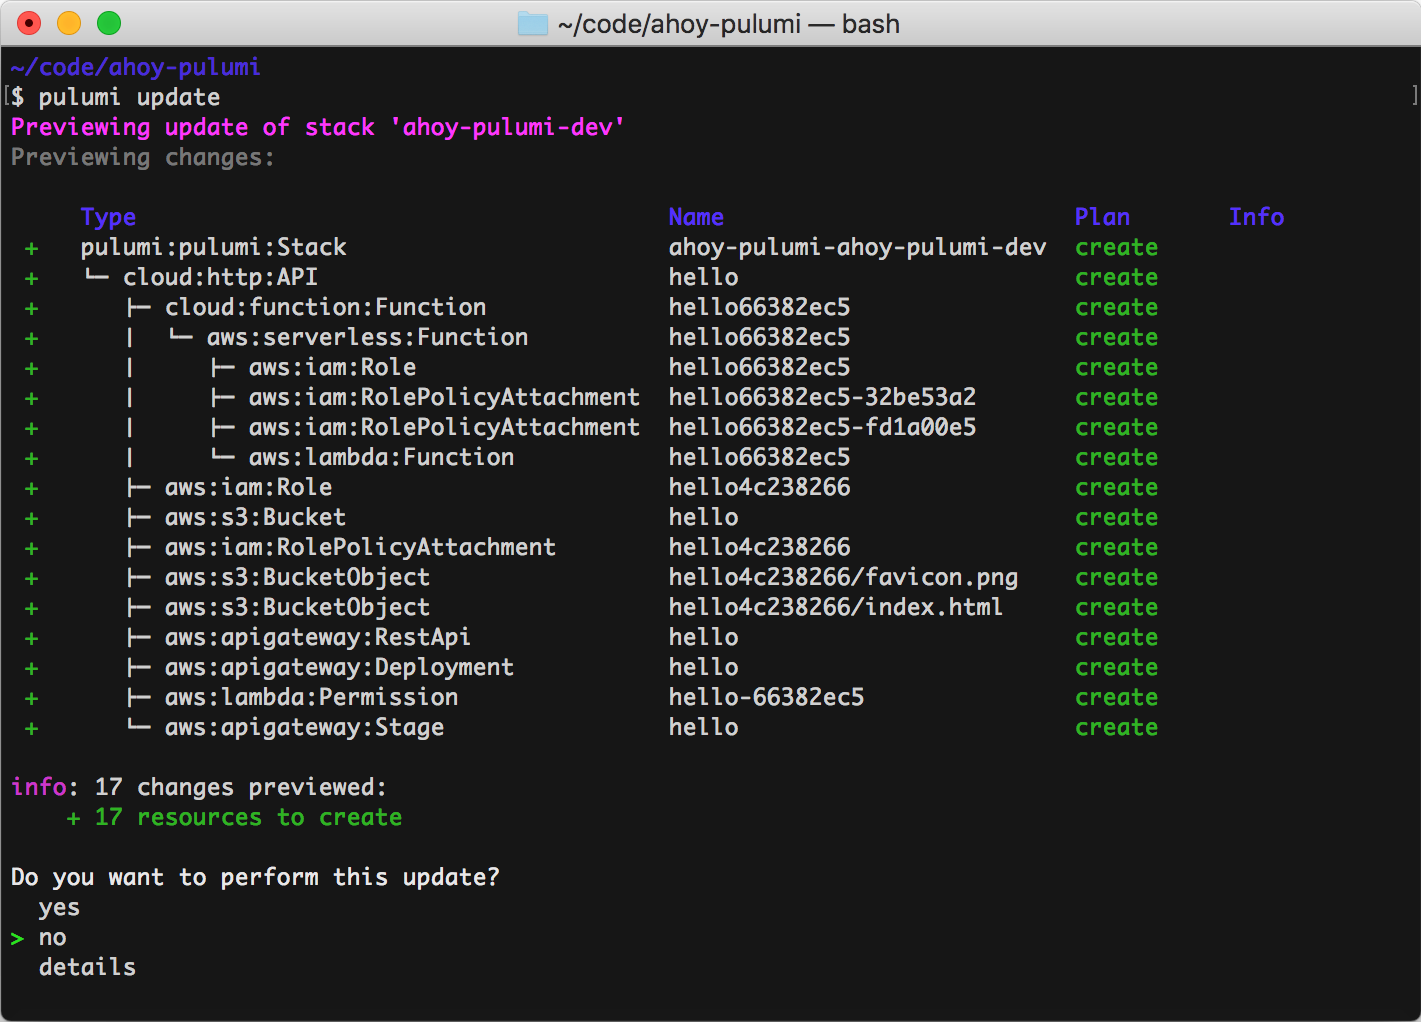 ~/code/ahoy-pulumi — bash
~/code/ahoy-pulumi
[$ pulumi update ]
Previewing update of stack 'ahoy-pulumi-dev'
Previewing changes:
Type Name Plan Info
+ pulumi:pulumi:Stack ahoy-pulumi-ahoy-pulumi-dev create
+ └─ cloud:http:API hello create
+ ├─ cloud:function:Function hello66382ec5 create
+ | └─ aws:serverless:Function hello66382ec5 create
+ | ├─ aws:iam:Role hello66382ec5 create
+ | ├─ aws:iam:RolePolicyAttachment hello66382ec5-32be53a2 create
+ | ├─ aws:iam:RolePolicyAttachment hello66382ec5-fd1a00e5 create
+ | └─ aws:lambda:Function hello66382ec5 create
+ ├─ aws:iam:Role hello4c238266 create
+ ├─ aws:s3:Bucket hello create
+ ├─ aws:iam:RolePolicyAttachment hello4c238266 create
+ ├─ aws:s3:BucketObject hello4c238266/favicon.png create
+ ├─ aws:s3:BucketObject hello4c238266/index.html create
+ ├─ aws:apigateway:RestApi hello create
+ ├─ aws:apigateway:Deployment hello create
+ ├─ aws:lambda:Permission hello-66382ec5 create
+ └─ aws:apigateway:Stage hello create
info: 17 changes previewed:
+ 17 resources to create
Do you want to perform this update?
yes
> no
details